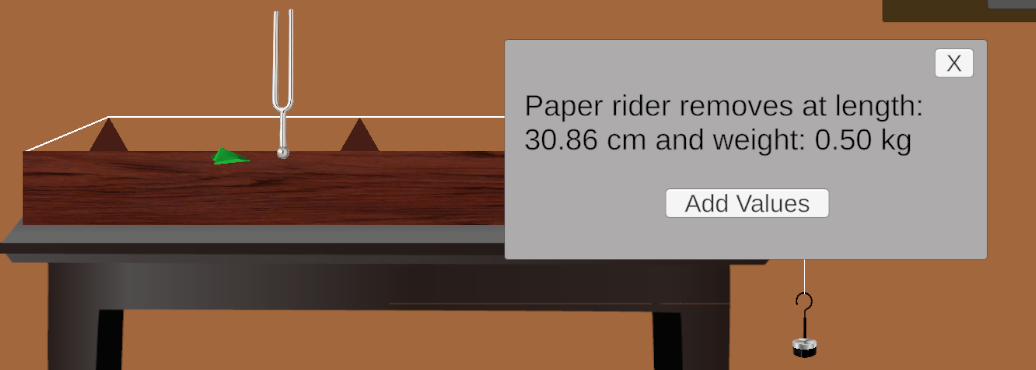 X
Paper rider removes at length:
30.86 cm and weight: 0.50 kg
Add Values